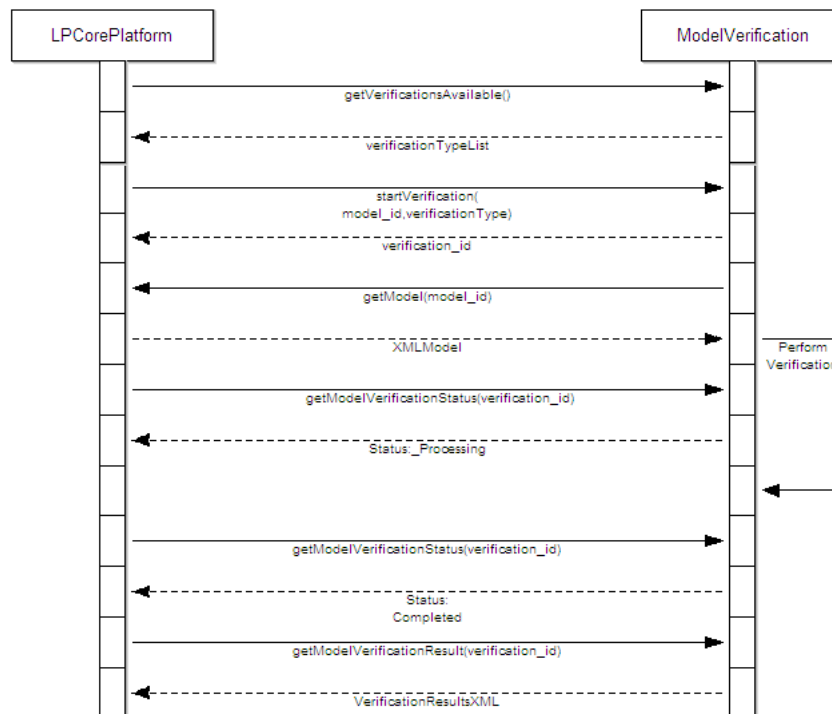 LPCorePlatform
ModelVerification
getVerificationsAvailable()
verificationTypeList
startVerification(
model_id,verificationType)
verification_id
getModel(model_id)
XMLModel
Perform
Verification
getModelVerificationStatus(verification_id)
Status:_Processing
getModelVerificationStatus(verification_id)
Status:
Completed
getModelVerificationResult(verification_id)
VerificationResultsXML